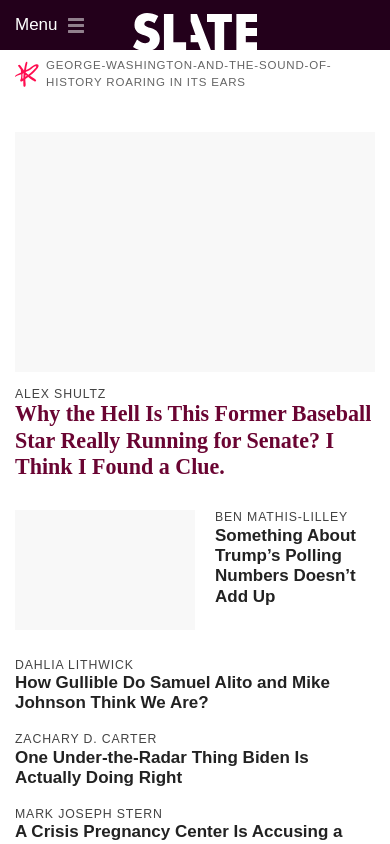 Menu
SLATE
GEORGE-WASHINGTON-AND-THE-SOUND-OF-
HISTORY ROARING IN ITS EARS
ALEX SHULTZ
Why the Hell Is This Former Baseball
Star Really Running for Senate? I
Think I Found a Clue.
BEN MATHIS-LILLEY
Something About
Trump’s Polling
Numbers Doesn’t
Add Up
DAHLIA LITHWICK
How Gullible Do Samuel Alito and Mike
Johnson Think We Are?
ZACHARY D. CARTER
One Under-the-Radar Thing Biden Is
Actually Doing Right
MARK JOSEPH STERN
A Crisis Pregnancy Center Is Accusing a